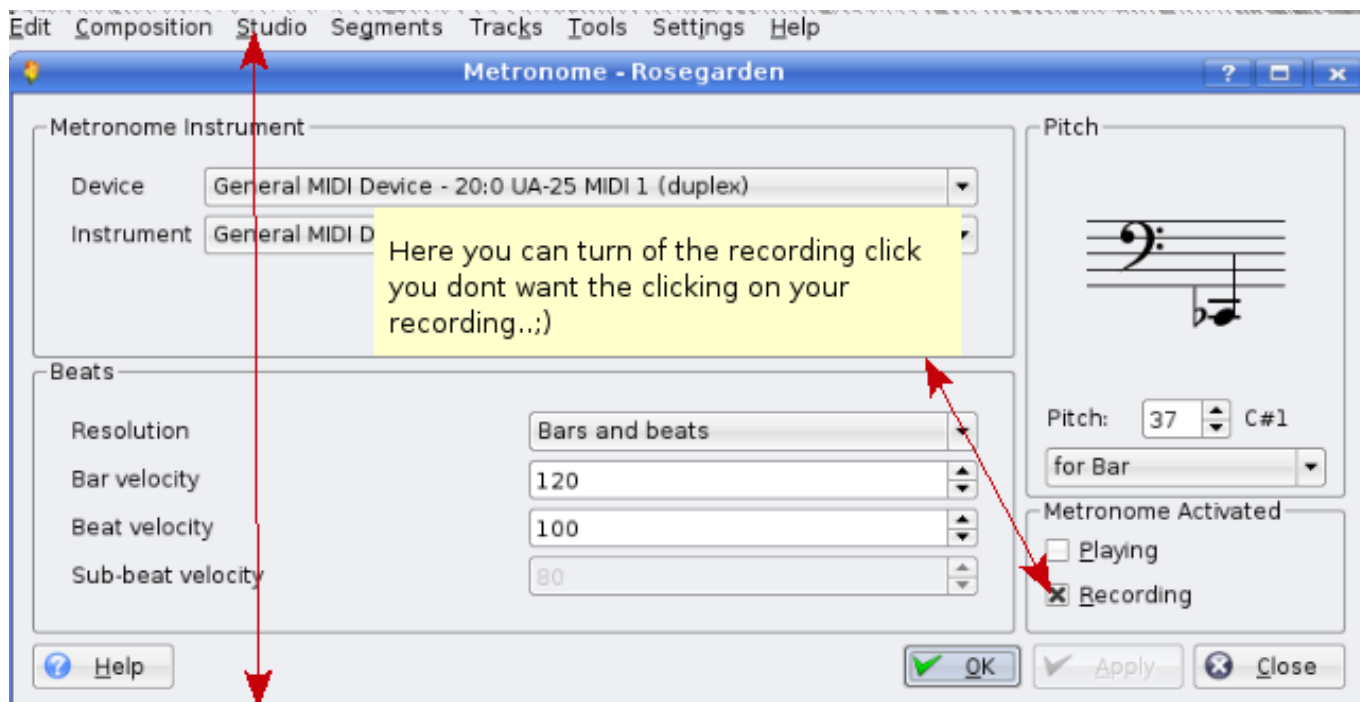 Edit Composition Studio Segments Tracks Tools Settings Help
Metronome - Rosegarden
Metronome Instrument
Device General MIDI Device - 20:0 UA-25 MIDI 1 (duplex)
Instrument General MIDI D
Here you can turn of the recording click
you dont want the clicking on your
recording..;)
Pitch
Pitch: 37 C#1
for Bar
Beats
Resolution Bars and beats
Bar velocity 120
Beat velocity 100
Sub-beat velocity 80
Metronome Activated
Playing
Recording
Help OK Apply Close